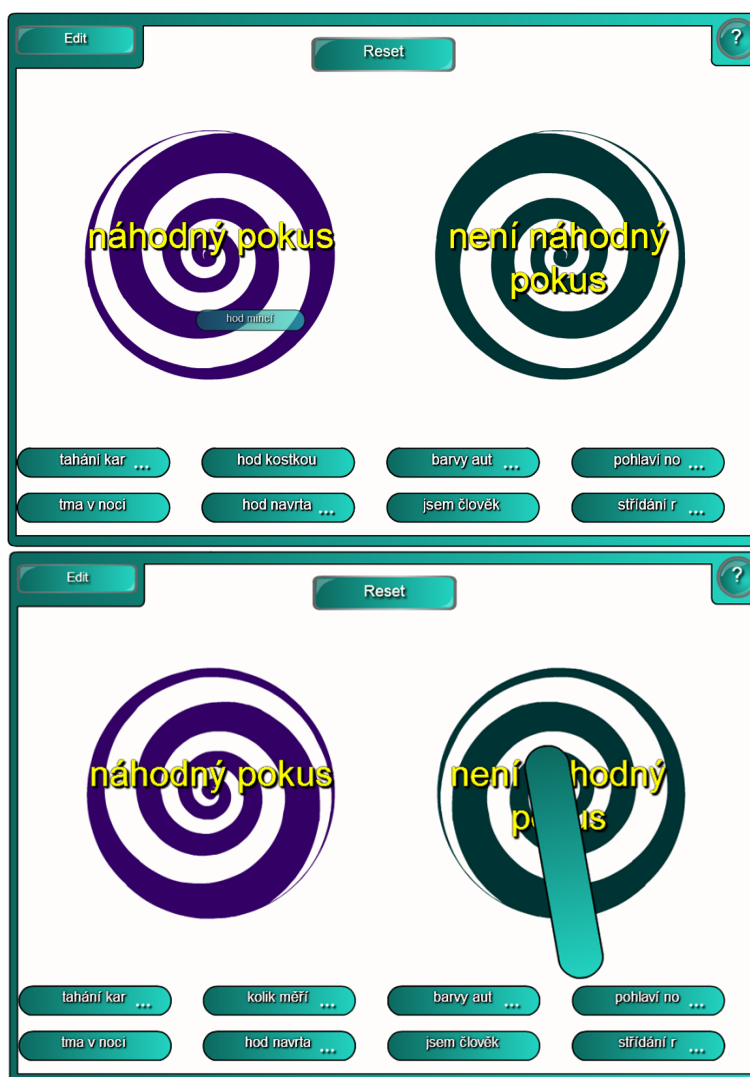 Edit
Reset
?
náhodný pokus
není náhodný
pokus
hod mincí
tahání kar ...
hod kostkou
barvy aut ...
pohlaví no ...
tma v noci
hod navrta ...
jsem člověk
střídání r ...
Edit
Reset
?
náhodný pokus
není hodný
tahání kar ...
kolik měří ...
barvy aut ...
pohlaví no ...
tma v noci
hod navrta ...
jsem člověk
střídání r ...